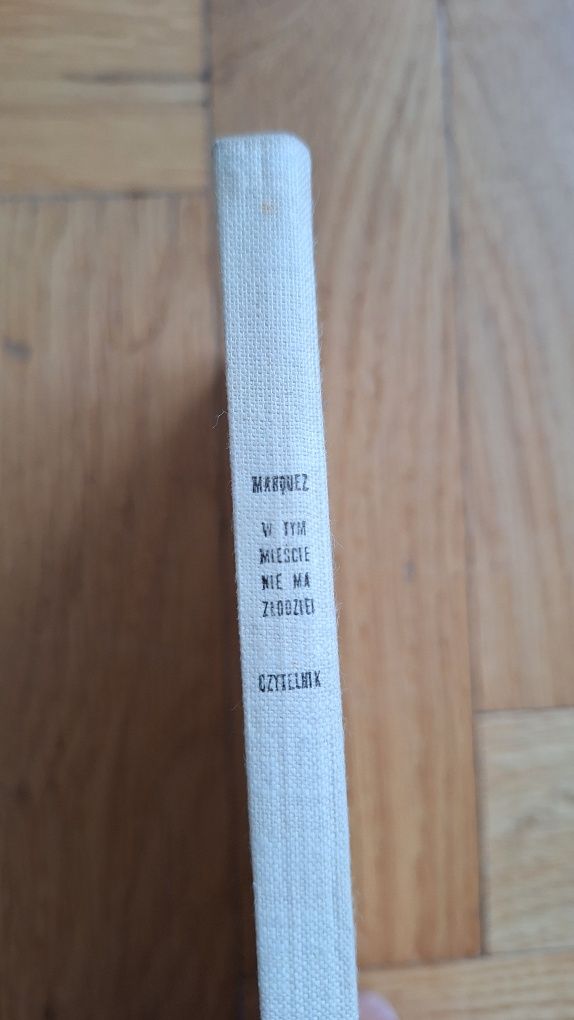 MARQUEZ
W TYM
MIEŚCIE
NIE MA
ZŁODZIEI
CZYTELNIK